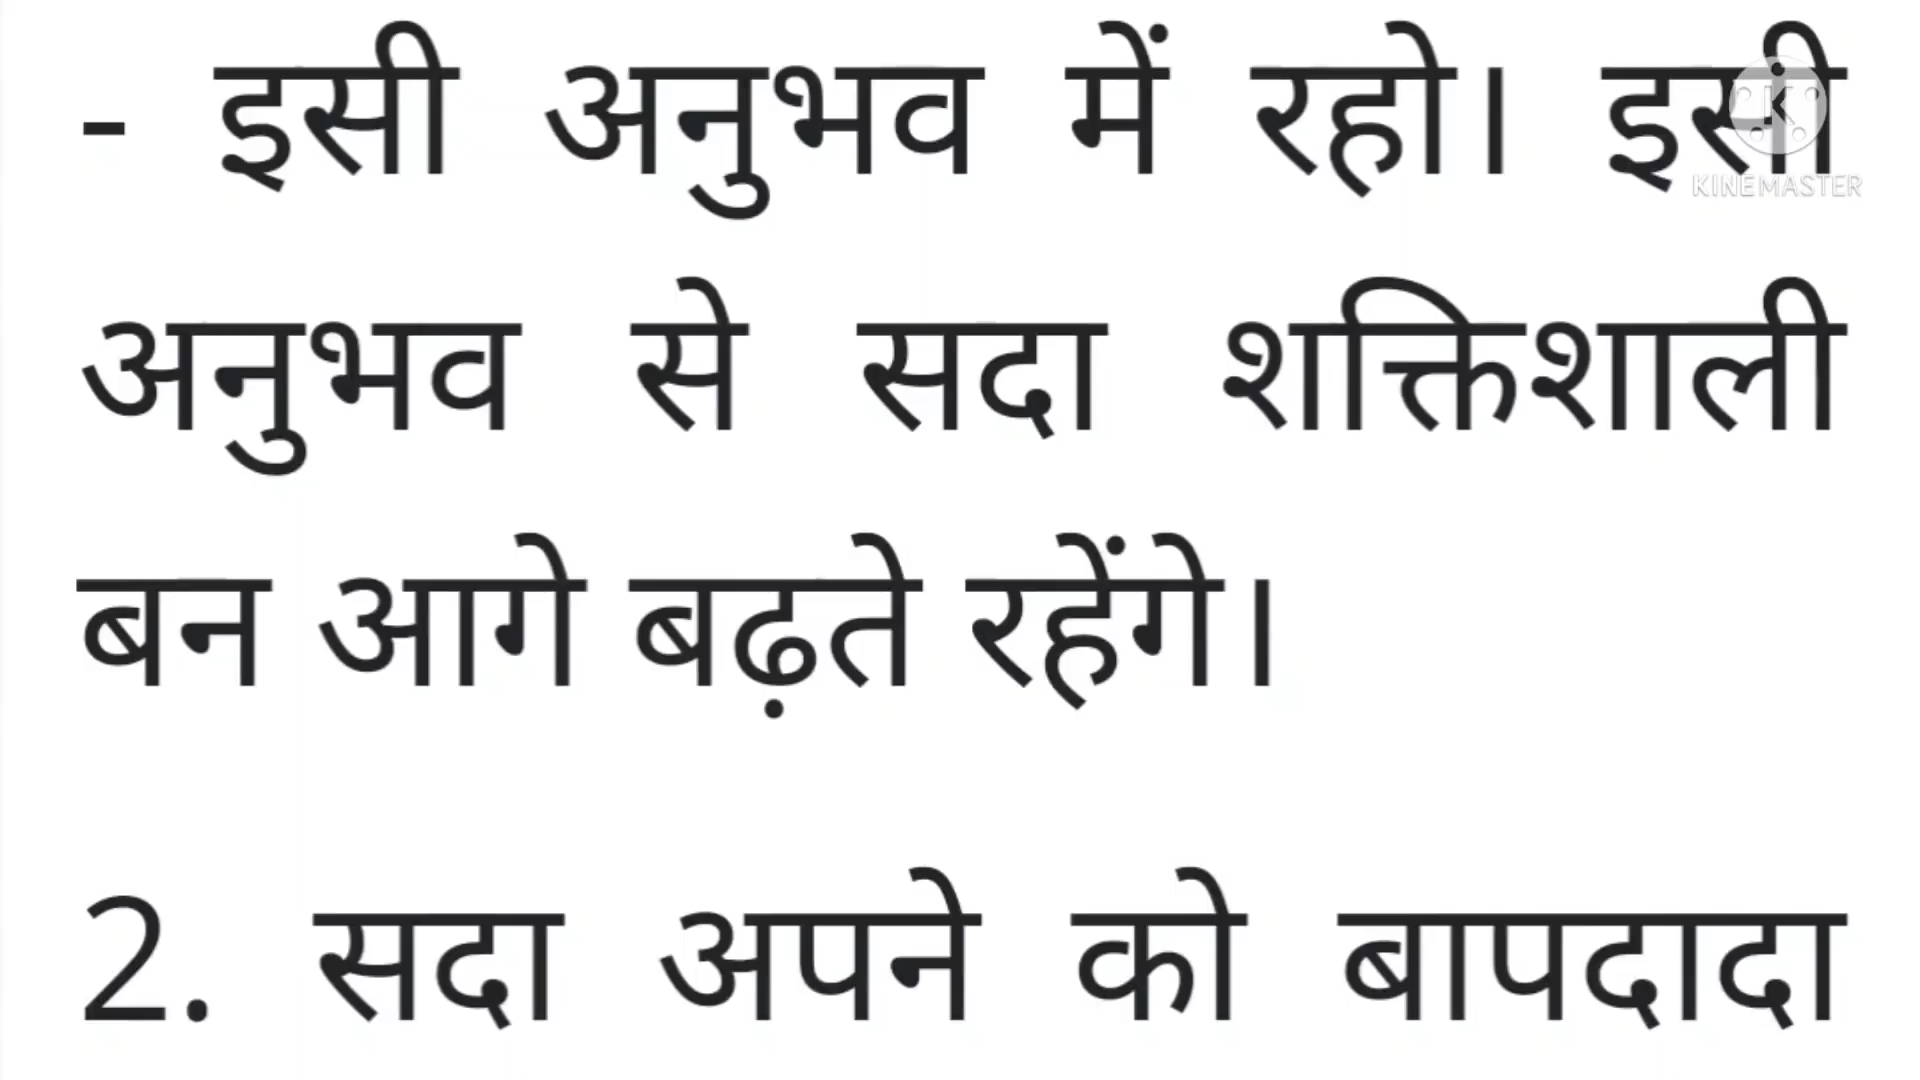 - इसी अनुभव में रहो। इसी
KINEMASTER
अनुभव से सदा शक्तिशाली
बन आगे बढ़ते रहेंगे।
2. सदा अपने को बापदादा